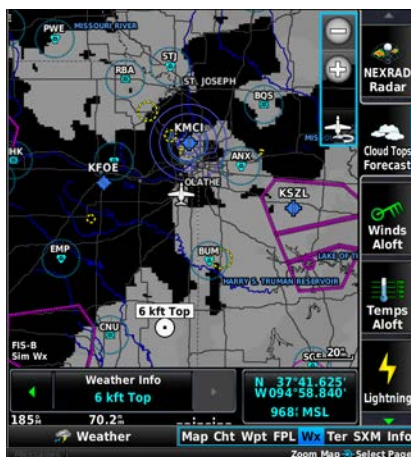 PWE
MISSOURI RIVER
STJ
RBA
ST. JOSEPH
BQS
KMCI
HK
KFOE
ANX
OLATHE
KSZL
EMP
BUM
LAKE OF T
HARRY S. TRUMAN RESERVOIR
6 kft Top
CNU
FIS-B
Sim Wx
20
NEXRAD
Radar
Cloud Tops
Forecast
Winds
Aloft
Temps
Aloft
Lightning
Weather Info
6 kft Top
N 37°41.625'
W094°58.840'
968 MSL
185
70.2
Weather
Map Cht Wpt FPL Wx Ter SXM Info
Zoom Map Select Page